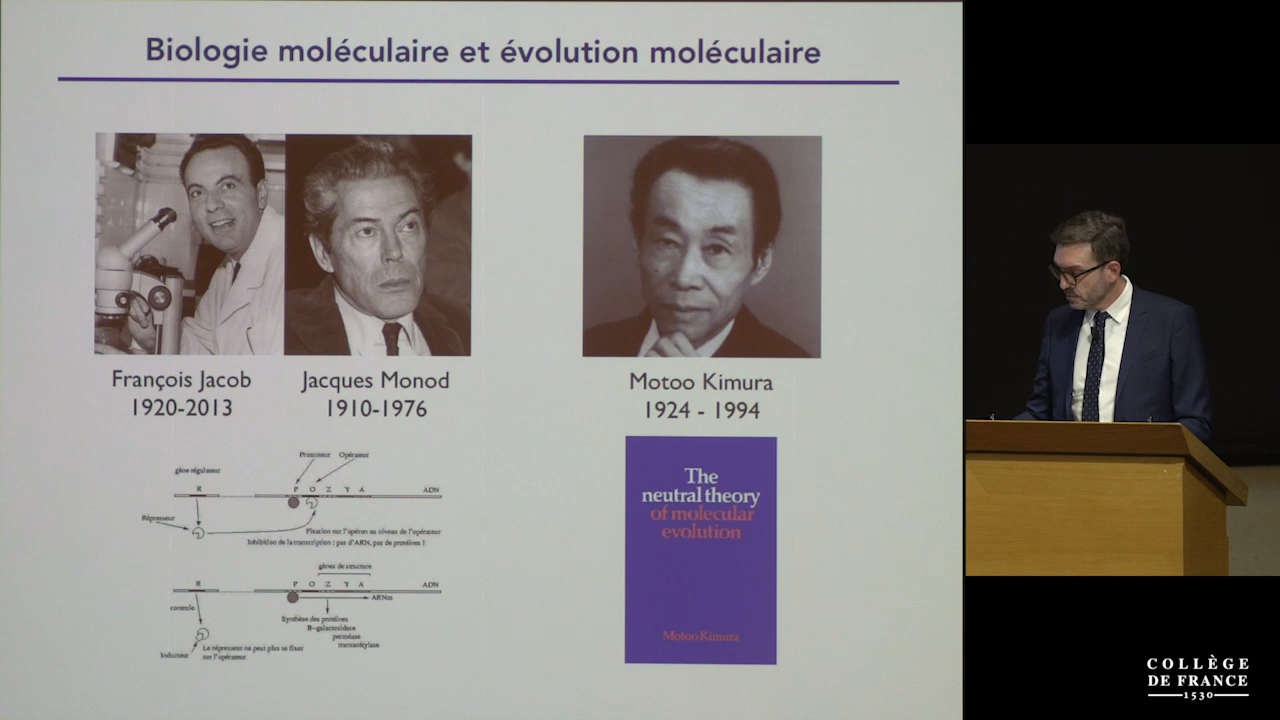 Biologie moléculaire et évolution moléculaire
François Jacob
1920-2013
Jacques Monod
1910-1976
Motoo Kimura
1924 - 1994
Promoteur Opérateur
gène régulateur
R P O Z Y A ADN
Répresseur
Fixation sur l'opéron au niveau de l'opérateur
Inhibition de la transcription : pas d'ARN, pas de protéines !
gènes de structure
R P O Z Y A ADN
ARNm
controle
Synthèse des protéines
B-galactosidase
perméase
transacétylase
Inducteur
Le répresseur ne peut plus se fixer
sur l'opérateur
The
neutral theory
of molecular
evolution
Motoo Kimura
COLLÈGE
DE FRANCE
1530